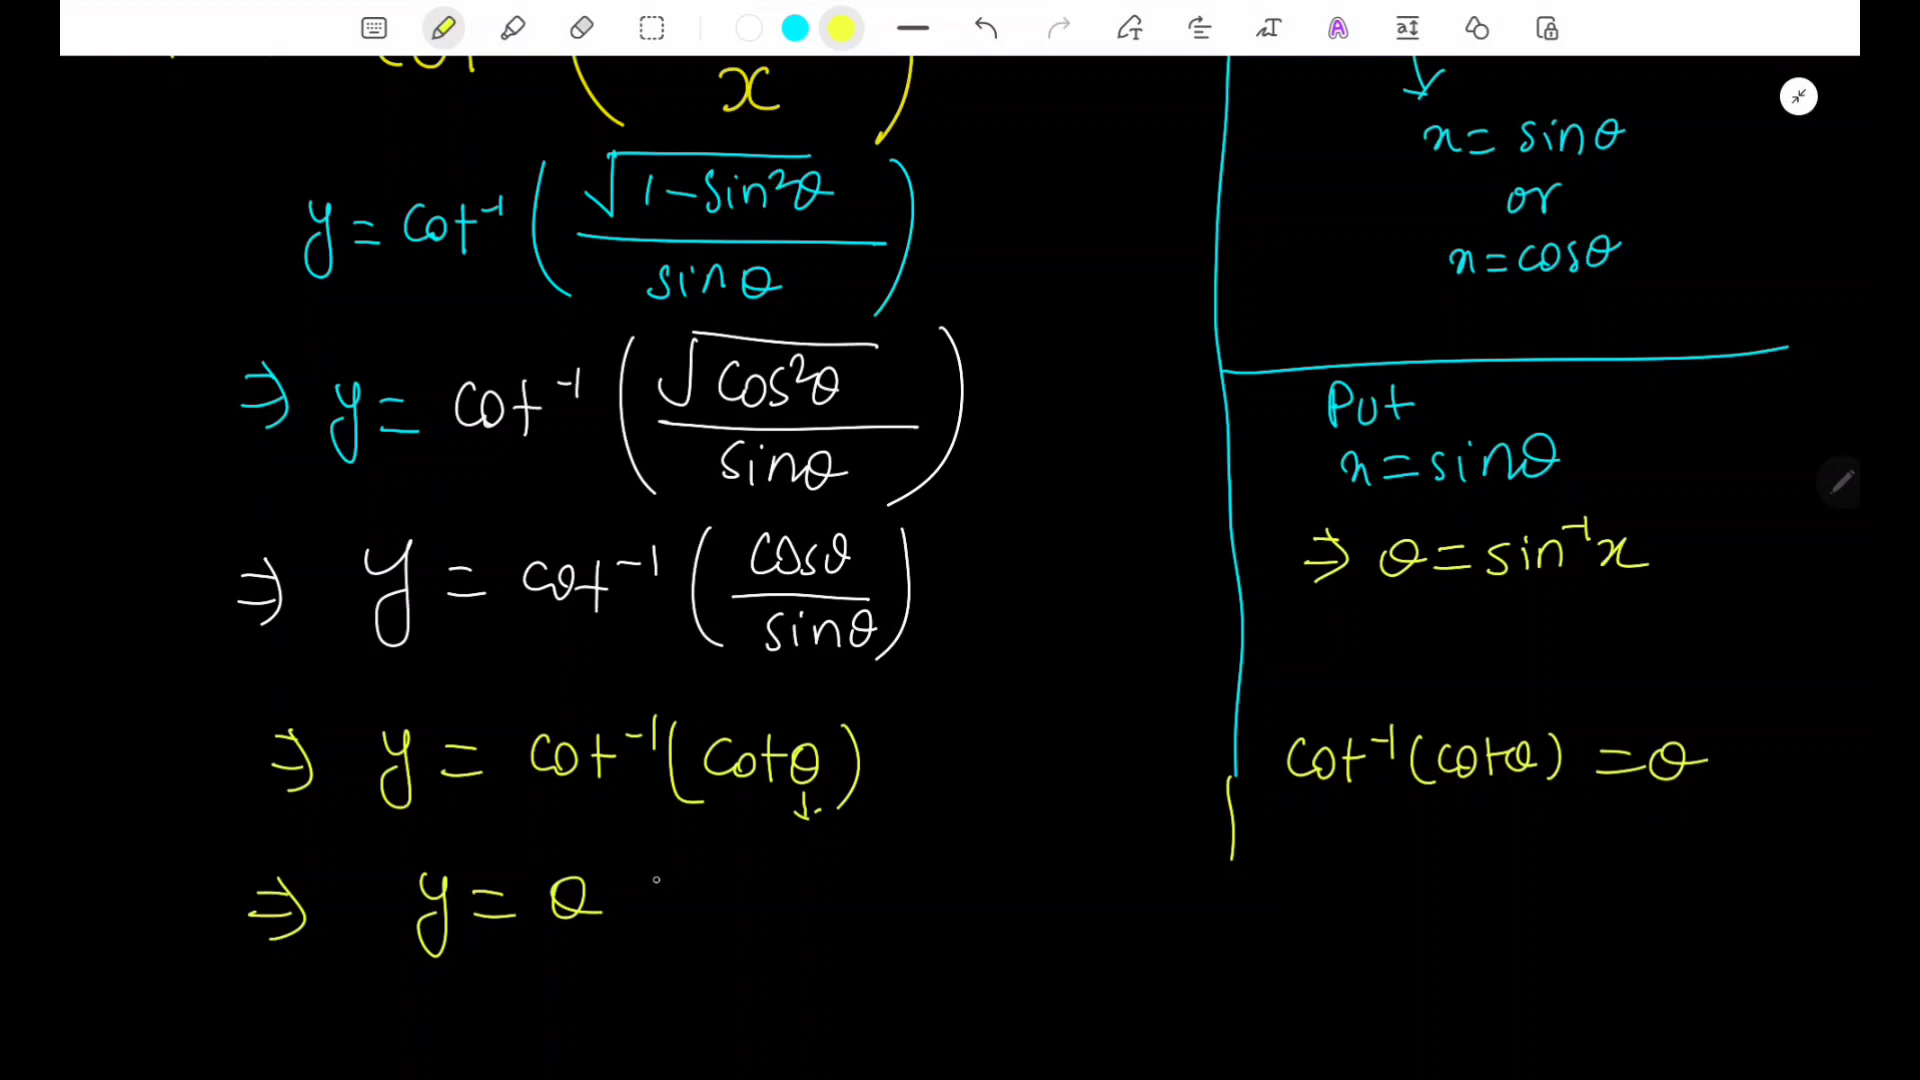 x
y = cot⁻¹ ( √1-sin²θ / sinθ )
⇒ y = cot⁻¹ ( √cos²θ / sinθ )
⇒ y = cot⁻¹ ( cosθ / sinθ )
⇒ y = cot⁻¹ (cotθ)
⇒ y = θ
x = sinθ
or
x = cosθ
Put
x = sinθ
⇒ θ = sin⁻¹x
cot⁻¹(cotθ) = θ